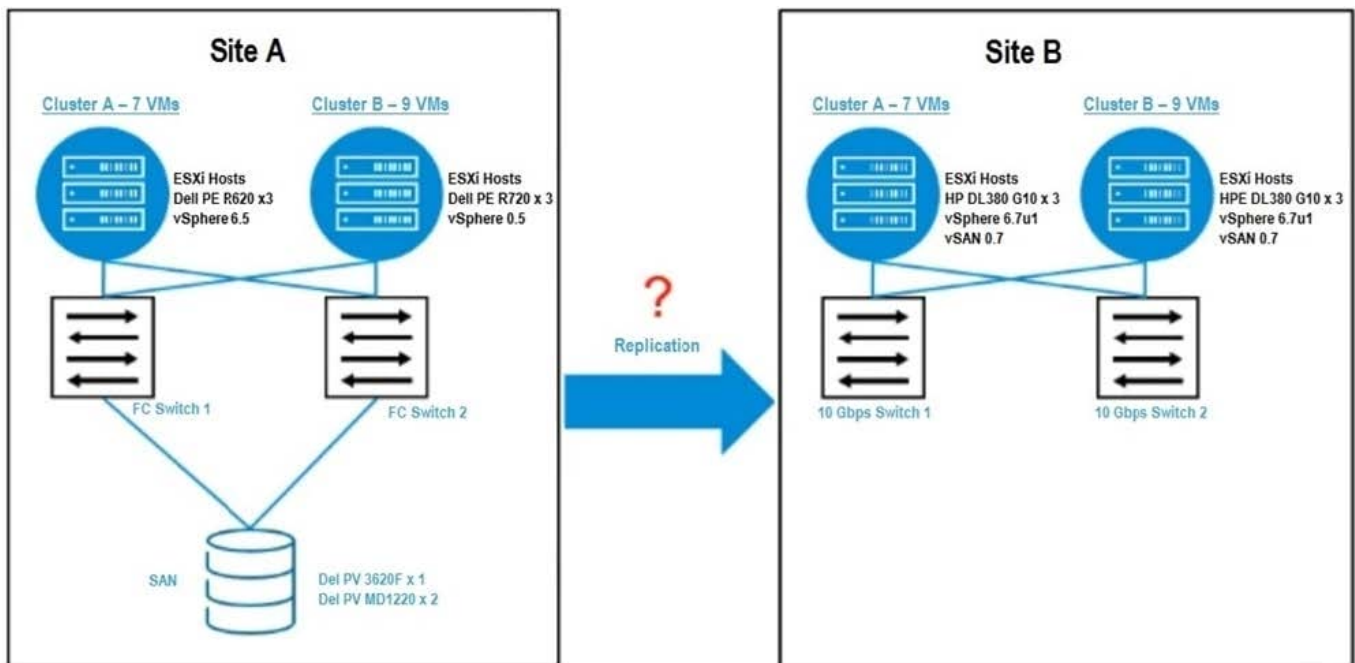 Site A
Cluster A – 7 VMs
Cluster B – 9 VMs
ESXi Hosts
Dell PE R620 x3
vSphere 6.5
ESXi Hosts
Dell PE R720 x 3
vSphere 0.5
FC Switch 1
FC Switch 2
SAN
Del PV 3620F x 1
Del PV MD1220 x 2
?
Replication
Site B
Cluster A – 7 VMs
Cluster B – 9 VMs
ESXi Hosts
HP DL380 G10 x 3
vSphere 6.7u1
vSAN 0.7
ESXi Hosts
HPE DL380 G10 x 3
vSphere 6.7u1
vSAN 0.7
10 Gbps Switch 1
10 Gbps Switch 2